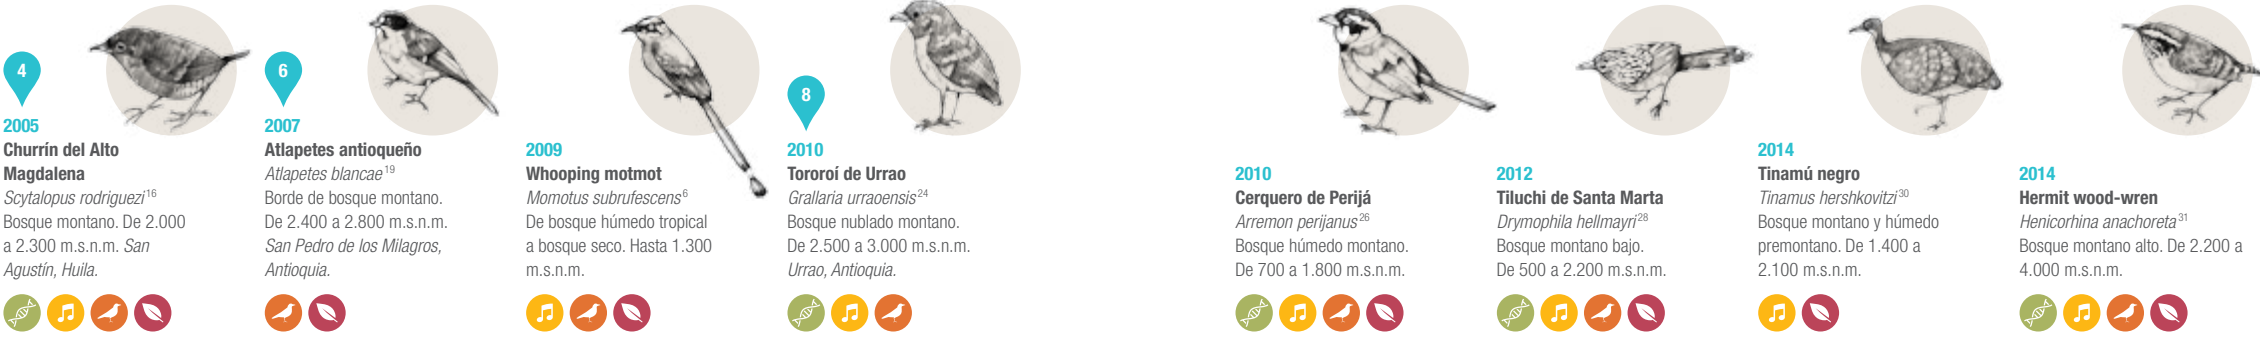 4
2005
Churrín del Alto
Magdalena
Scytalopus rodriguezi16
Bosque montano. De 2.000
a 2.300 m.s.n.m. San
Agustín, Huila.
6
2007
Atlapetes antioqueño
Atlapetes blancae19
Borde de bosque montano.
De 2.400 a 2.800 m.s.n.m.
San Pedro de los Milagros,
Antioquia.
2009
Whooping motmot
Momotus subrufescens6
De bosque húmedo tropical
a bosque seco. Hasta 1.300
m.s.n.m.
8
2010
Tororoí de Urrao
Grallaria urraoensis24
Bosque nublado montano.
De 2.500 a 3.000 m.s.n.m.
Urrao, Antioquia.
2010
Cerquero de Perijá
Arremon perijanus26
Bosque húmedo montano.
De 700 a 1.800 m.s.n.m.
2012
Tiluchi de Santa Marta
Drymophila hellmayri28
Bosque montano bajo.
De 500 a 2.200 m.s.n.m.
2014
Tinamú negro
Tinamus hershkovitzi30
Bosque montano y húmedo
premontano. De 1.400 a
2.100 m.s.n.m.
2014
Hermit wood-wren
Henicorhina anachoreta31
Bosque montano alto. De 2.200 a
4.000 m.s.n.m.